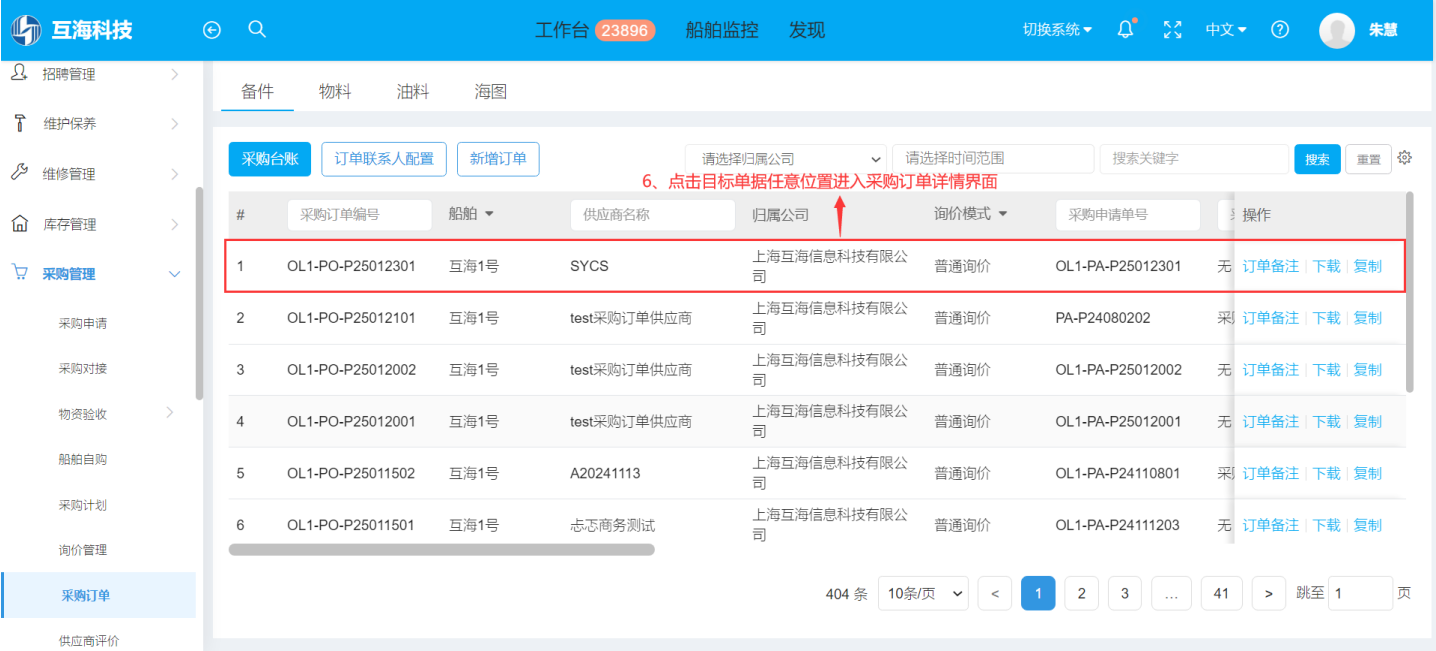 互海科技
工作台 23896 船舶监控 发现
切换系统 中文 朱慧
招聘管理
维护保养
维修管理
库存管理
采购管理
采购申请
采购对接
物资验收
船舶自购
采购计划
询价管理
采购订单
供应商评价
备件 物料 油料 海图
采购台账 订单联系人配置 新增订单 请选择归属公司 请选择时间范围 搜索关键字 搜索 重置
6、点击目标单据任意位置进入采购订单详情界面
# 采购订单编号 船舶 供应商名称 归属公司 询价模式 采购申请单号 操作
1 OL1-PO-P25012301 互海1号 SYCS 上海互海信息科技有限公司 普通询价 OL1-PA-P25012301 无 订单备注 下载 复制
2 OL1-PO-P25012101 互海1号 test采购订单供应商 上海互海信息科技有限公司 普通询价 PA-P24080202 订单备注 下载 复制
3 OL1-PO-P25012002 互海1号 test采购订单供应商 上海互海信息科技有限公司 普通询价 OL1-PA-P25012002 无 订单备注 下载 复制
4 OL1-PO-P25012001 互海1号 test采购订单供应商 上海互海信息科技有限公司 普通询价 OL1-PA-P25012001 无 订单备注 下载 复制
5 OL1-PO-P25011502 互海1号 A20241113 上海互海信息科技有限公司 普通询价 OL1-PA-P24110801 订单备注 下载 复制
6 OL1-PO-P25011501 互海1号 忐忑商务测试 上海互海信息科技有限公司 普通询价 OL1-PA-P24111203 无 订单备注 下载 复制
404 条 10条/页 < 1 2 3 ... 41 > 跳至 1 页